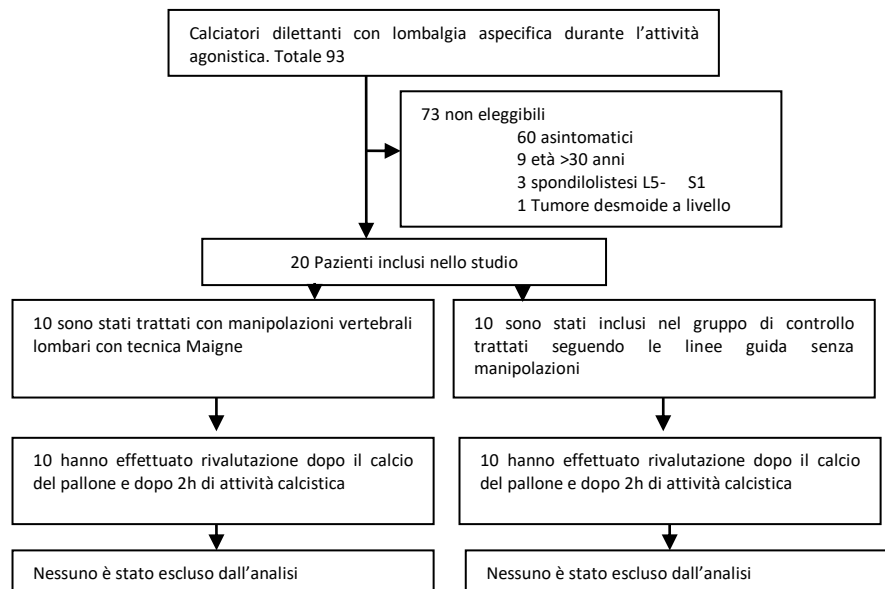 Calciatori dilettanti con lombalgia aspecifica durante l'attività
agonistica. Totale 93
73 non eleggibili
60 asintomatici
9 età >30 anni
3 spondilolistesi L5- S1
1 Tumore desmoide a livello
20 Pazienti inclusi nello studio
10 sono stati trattati con manipolazioni vertebrali
lombari con tecnica Maigne
10 sono stati inclusi nel gruppo di controllo
trattati seguendo le linee guida senza
manipolazioni
10 hanno effettuato rivalutazione dopo il calcio
del pallone e dopo 2h di attività calcistica
10 hanno effettuato rivalutazione dopo il calcio
del pallone e dopo 2h di attività calcistica
Nessuno è stato escluso dall'analisi
Nessuno è stato escluso dall'analisi